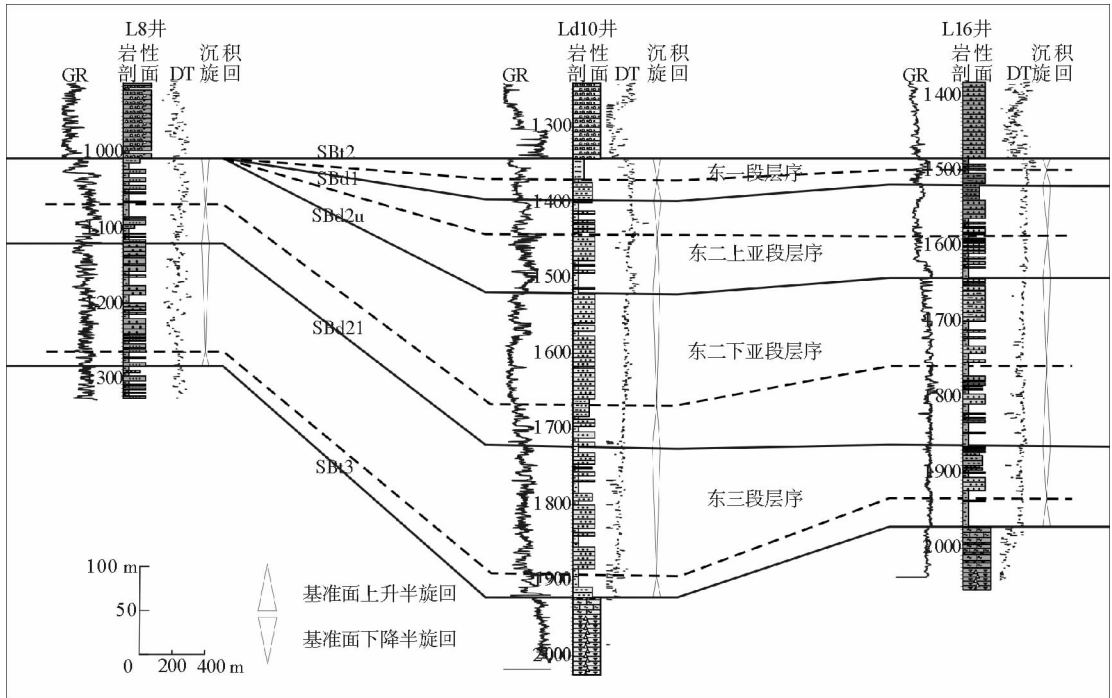 L8井
岩性
剖面
沉积
旋回
GR
DT
1000
1100
1200
1300
Ld10井
岩性
剖面
沉积
旋回
GR
DT
1300
1400
1500
1600
1700
1800
1900
2000
L16井
岩性
剖面
沉积
旋回
GR
DT
1400
1500
1600
1700
1800
1900
2000
SBt2
SBd1
SBd2u
SBd21
SBt3
东一段层序
东二上亚段层序
东二下亚段层序
东三段层序
100 m
50
0 200 400 m
基准面上升半旋回
基准面下降半旋回